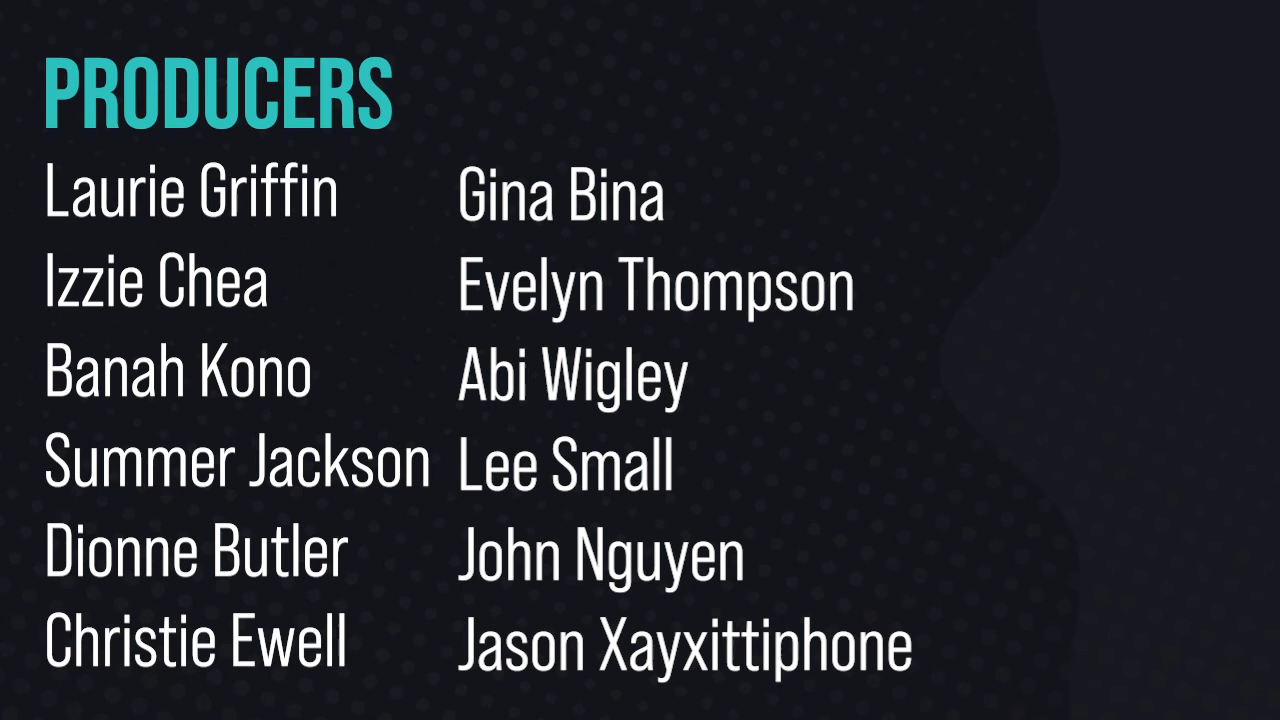 PRODUCERS
Laurie Griffin
Izzie Chea
Banah Kono
Summer Jackson
Dionne Butler
Christie Ewell
Gina Bina
Evelyn Thompson
Abi Wigley
Lee Small
John Nguyen
Jason Xayxittiphone